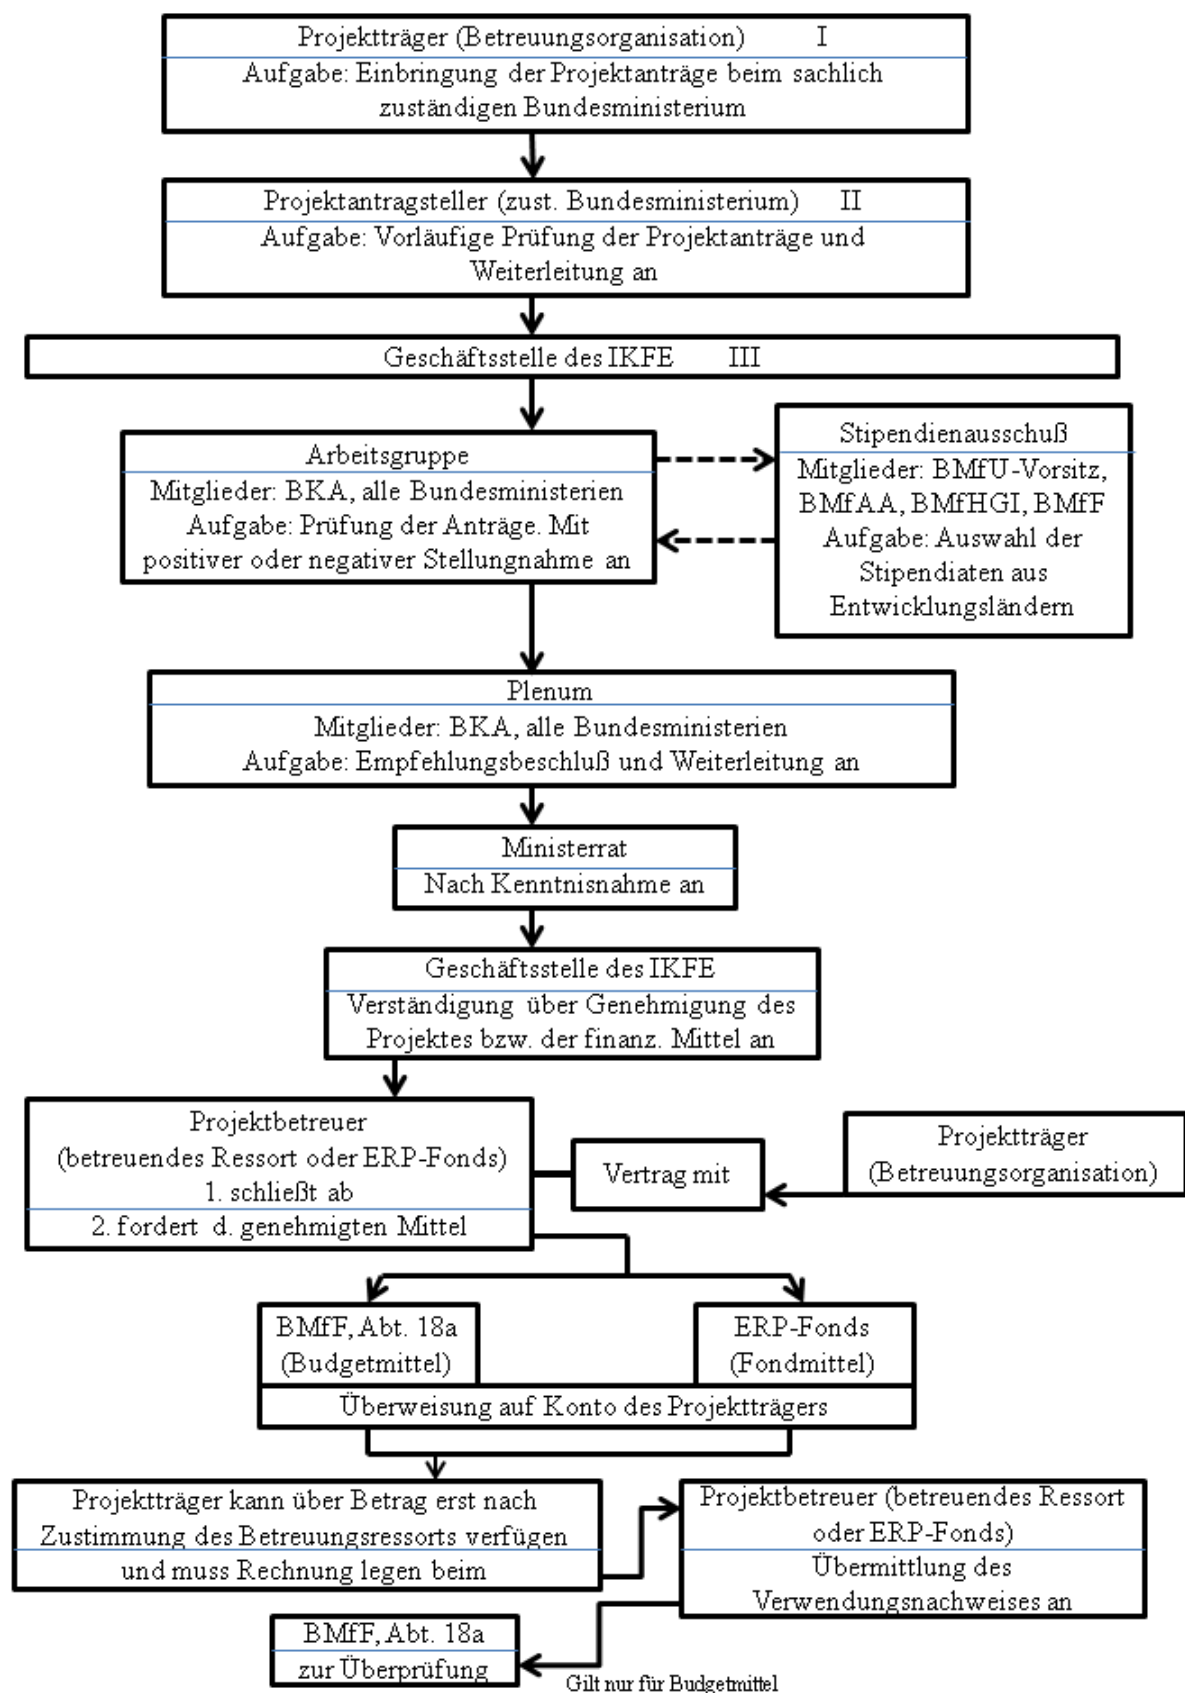 Projektträger (Betreuungsorganisation) I
Aufgabe: Einbringung der Projektanträge beim sachlich
zuständigen Bundesministerium
Projektantragsteller (zust. Bundesministerium) II
Aufgabe: Vorläufige Prüfung der Projektanträge und
Weiterleitung an
Geschäftsstelle des IKFE III
Arbeitsgruppe
Mitglieder: BKA, alle Bundesministerien
Aufgabe: Prüfung der Anträge. Mit
positiver oder negativer Stellungnahme an
Stipendienausschuß
Mitglieder: BMfU-Vorsitz,
BMfAA, BMfHGI, BMfF
Aufgabe: Auswahl der
Stipendiaten aus
Entwicklungsländern
Plenum
Mitglieder: BKA, alle Bundesministerien
Aufgabe: Empfehlungsbeschluß und Weiterleitung an
Ministerrat
Nach Kenntnisnahme an
Geschäftsstelle des IKFE
Verständigung über Genehmigung des
Projektes bzw. der finanz. Mittel an
Projektbetreuer
(betreuendes Ressort oder ERP-Fonds)
1. schließt ab
2. fordert d. genehmigten Mittel
Vertrag mit
Projektträger
(Betreuungsorganisation)
BMfF, Abt. 18a
(Budgetmittel)
ERP-Fonds
(Fondmittel)
Überweisung auf Konto des Projektträgers
Projektträger kann über Betrag erst nach
Zustimmung des Betreuungsressorts verfügen
und muss Rechnung legen beim
Projektbetreuer (betreuendes Ressort
oder ERP-Fonds)
Übermittlung des
Verwendungsnachweises an
BMfF, Abt. 18a
zur Überprüfung
Gilt nur für Budgetmittel